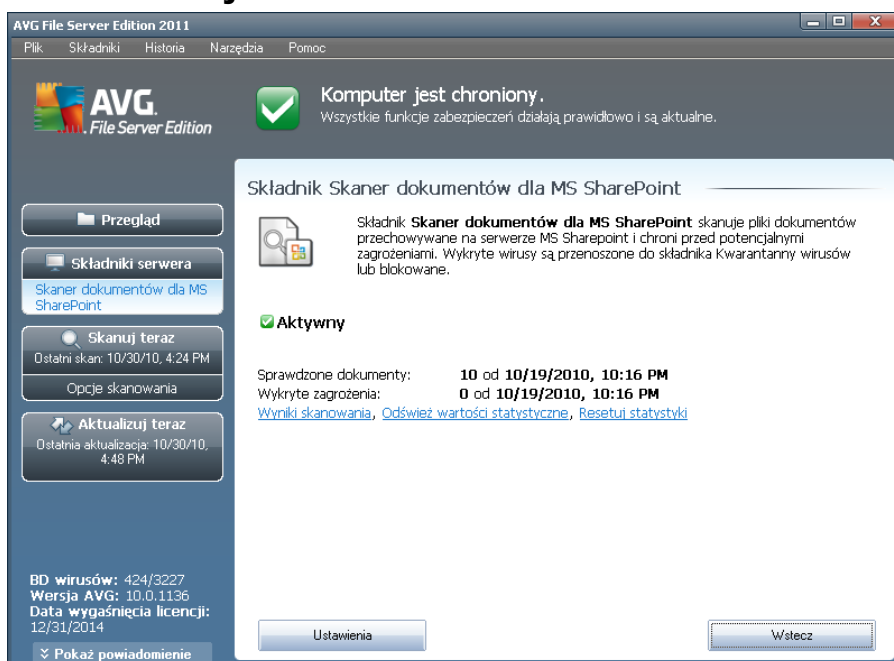 AVG File Server Edition 2011
Plik Składniki Historia Narzędzia Pomoc
AVG.
File Server Edition
Komputer jest chroniony.
Wszystkie funkcje zabezpieczeń działają prawidłowo i są aktualne.
Przegląd
Składniki serwera
Skaner dokumentów dla MS
SharePoint
Skanuj teraz
Ostatni skan: 10/30/10, 4:24 PM
Opcje skanowania
Aktualizuj teraz
Ostatnia aktualizacja: 10/30/10,
4:48 PM
BD wirusów: 424/3227
Wersja AVG: 10.0.1136
Data wygaśnięcia licencji:
12/31/2014
Pokaż powiadomienie
Składnik Skaner dokumentów dla MS SharePoint
Składnik Skaner dokumentów dla MS SharePoint skanuje pliki dokumentów
przechowywane na serwerze MS Sharepoint i chroni przed potencjalnymi
zagrożeniami. Wykryte wirusy są przenoszone do składnika Kwarantanny wirusów
lub blokowane.
Aktywny
Sprawdzone dokumenty: 10 od 10/19/2010, 10:16 PM
Wykryte zagrożenia: 0 od 10/19/2010, 10:16 PM
Wyniki skanowania, Odśwież wartości statystyczne, Resetuj statystyki
Ustawienia
Wstecz